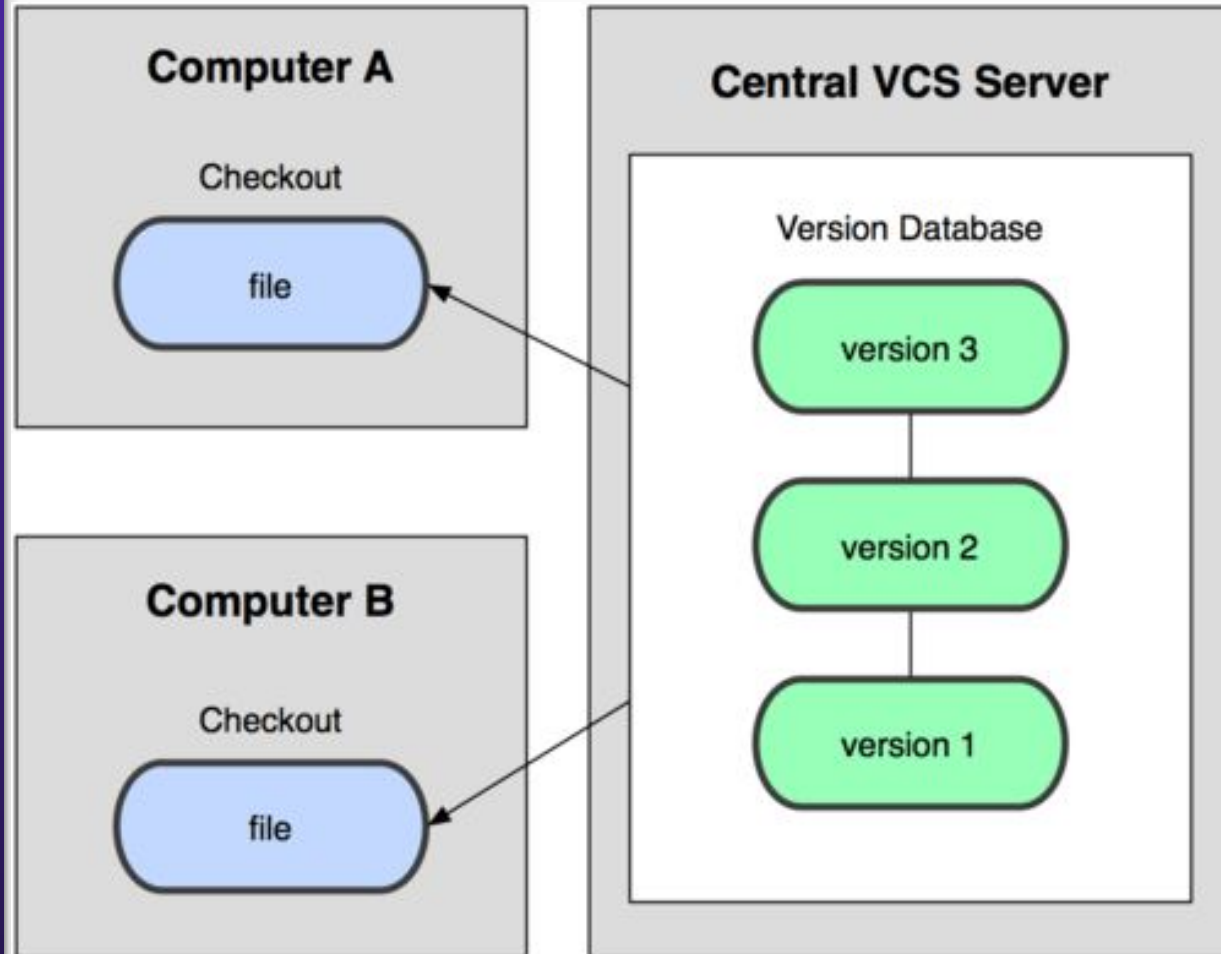 Computer A
Checkout
file
Computer B
Checkout
file
Central VCS Server
Version Database
version 3
version 2
version 1